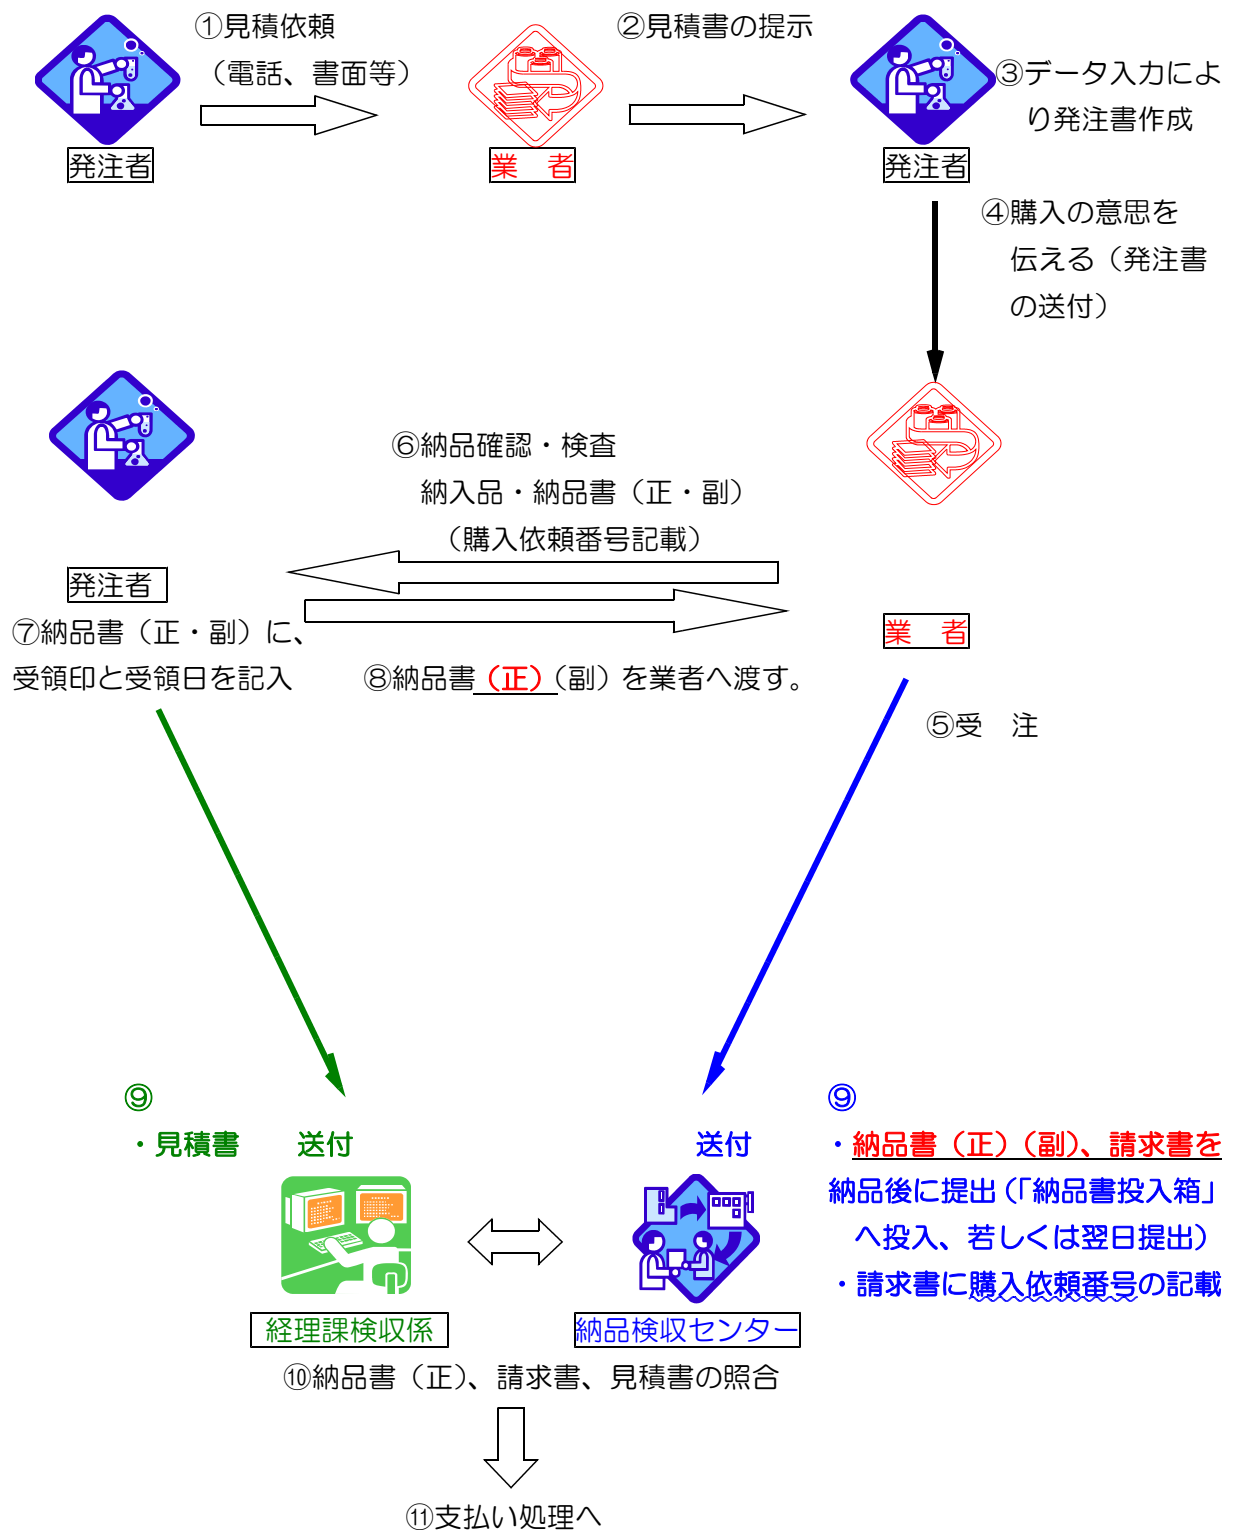 ①見積依頼
（電話、書面等）
発注者
②見積書の提示
業　者
③データ入力によ
り発注書作成
発注者
④購入の意思を
伝える（発注書
の送付）
⑥納品確認・検査
納入品・納品書（正・副）
（購入依頼番号記載）
発注者
業　者
⑦納品書（正・副）に、
受領印と受領日を記入
⑧納品書（正）（副）を業者へ渡す。
⑤受　注
⑨
・見積書　　送付
送付
⑨
・納品書（正）（副）、請求書を
納品後に提出（「納品書投入箱」
へ投入、若しくは翌日提出）
・請求書に購入依頼番号の記載
経理課検収係
納品検収センター
⑩納品書（正）、請求書、見積書の照合
⑪支払い処理へ